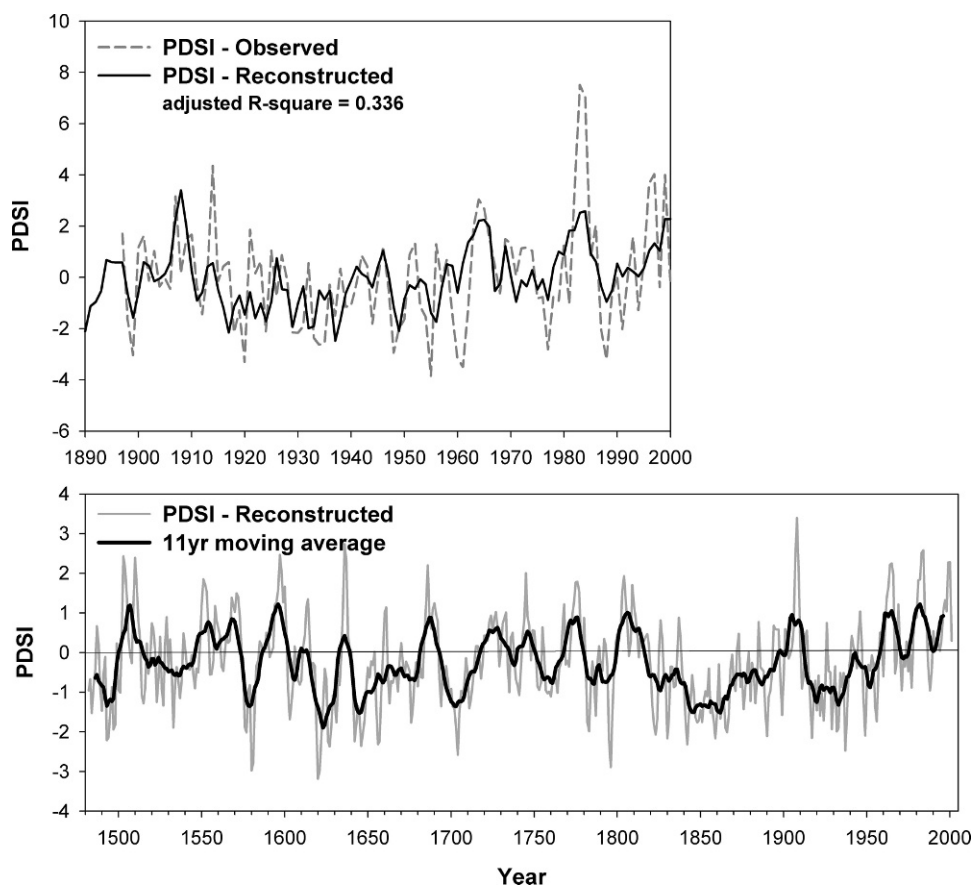 10
8
6
4
2
0
-2
-4
-6
PDSI
PDSI - Observed
PDSI - Reconstructed
adjusted R-square = 0.336
1890 1900 1910 1920 1930 1940 1950 1960 1970 1980 1990 2000
4
3
2
1
0
-1
-2
-3
-4
PDSI
PDSI - Reconstructed
11yr moving average
1500 1550 1600 1650 1700 1750 1800 1850 1900 1950 2000
Year